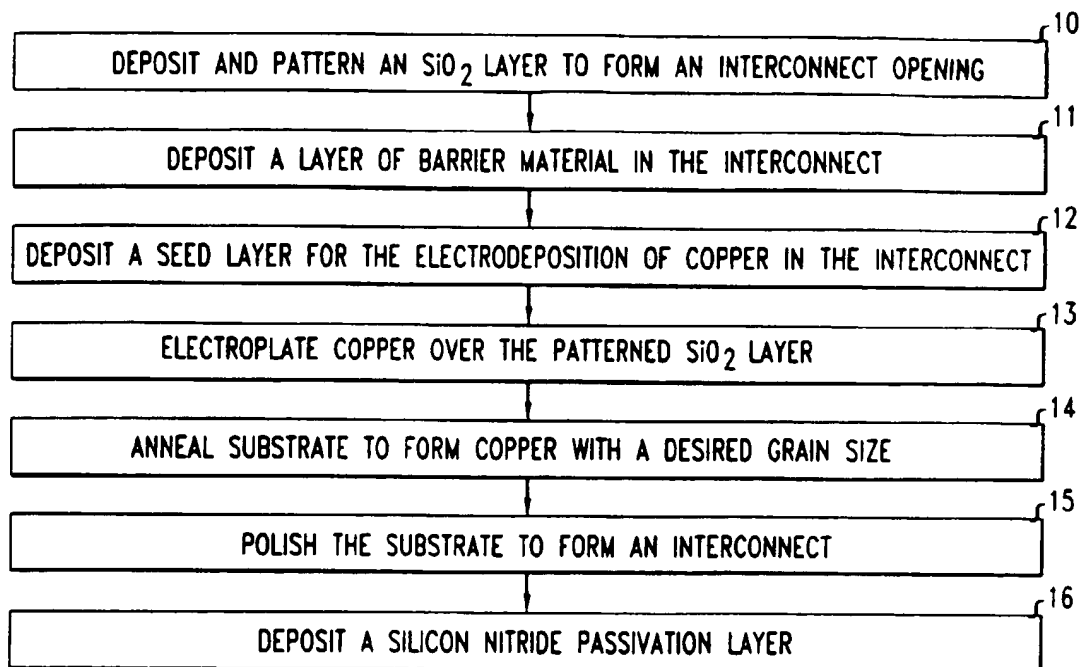 10
DEPOSIT AND PATTERN AN SiO2 LAYER TO FORM AN INTERCONNECT OPENING
11
DEPOSIT A LAYER OF BARRIER MATERIAL IN THE INTERCONNECT
12
DEPOSIT A SEED LAYER FOR THE ELECTRODEPOSITION OF COPPER IN THE INTERCONNECT
13
ELECTROPLATE COPPER OVER THE PATTERNED SiO2 LAYER
14
ANNEAL SUBSTRATE TO FORM COPPER WITH A DESIRED GRAIN SIZE
15
POLISH THE SUBSTRATE TO FORM AN INTERCONNECT
16
DEPOSIT A SILICON NITRIDE PASSIVATION LAYER